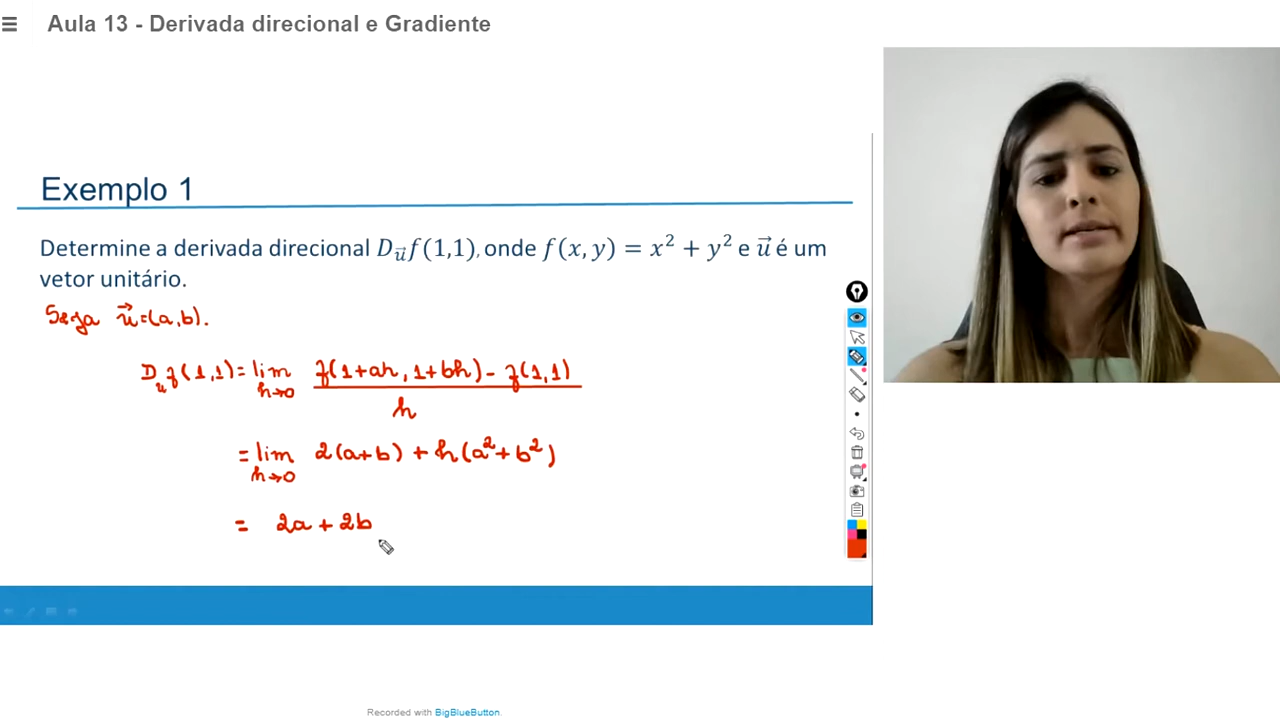 Aula 13 - Derivada direcional e Gradiente
Exemplo 1
Determine a derivada direcional D_u⃗ f(1,1), onde f(x, y) = x² + y² e u⃗ é um
vetor unitário.
Seja u⃗=(a,b).
D_u f(1,1) = lim h→0 f(1+ah, 1+bh) - f(1,1) / h
= lim h→0 2(a+b) + h(a²+b²)
= 2a + 2b
Recorded with BigBlueButton.